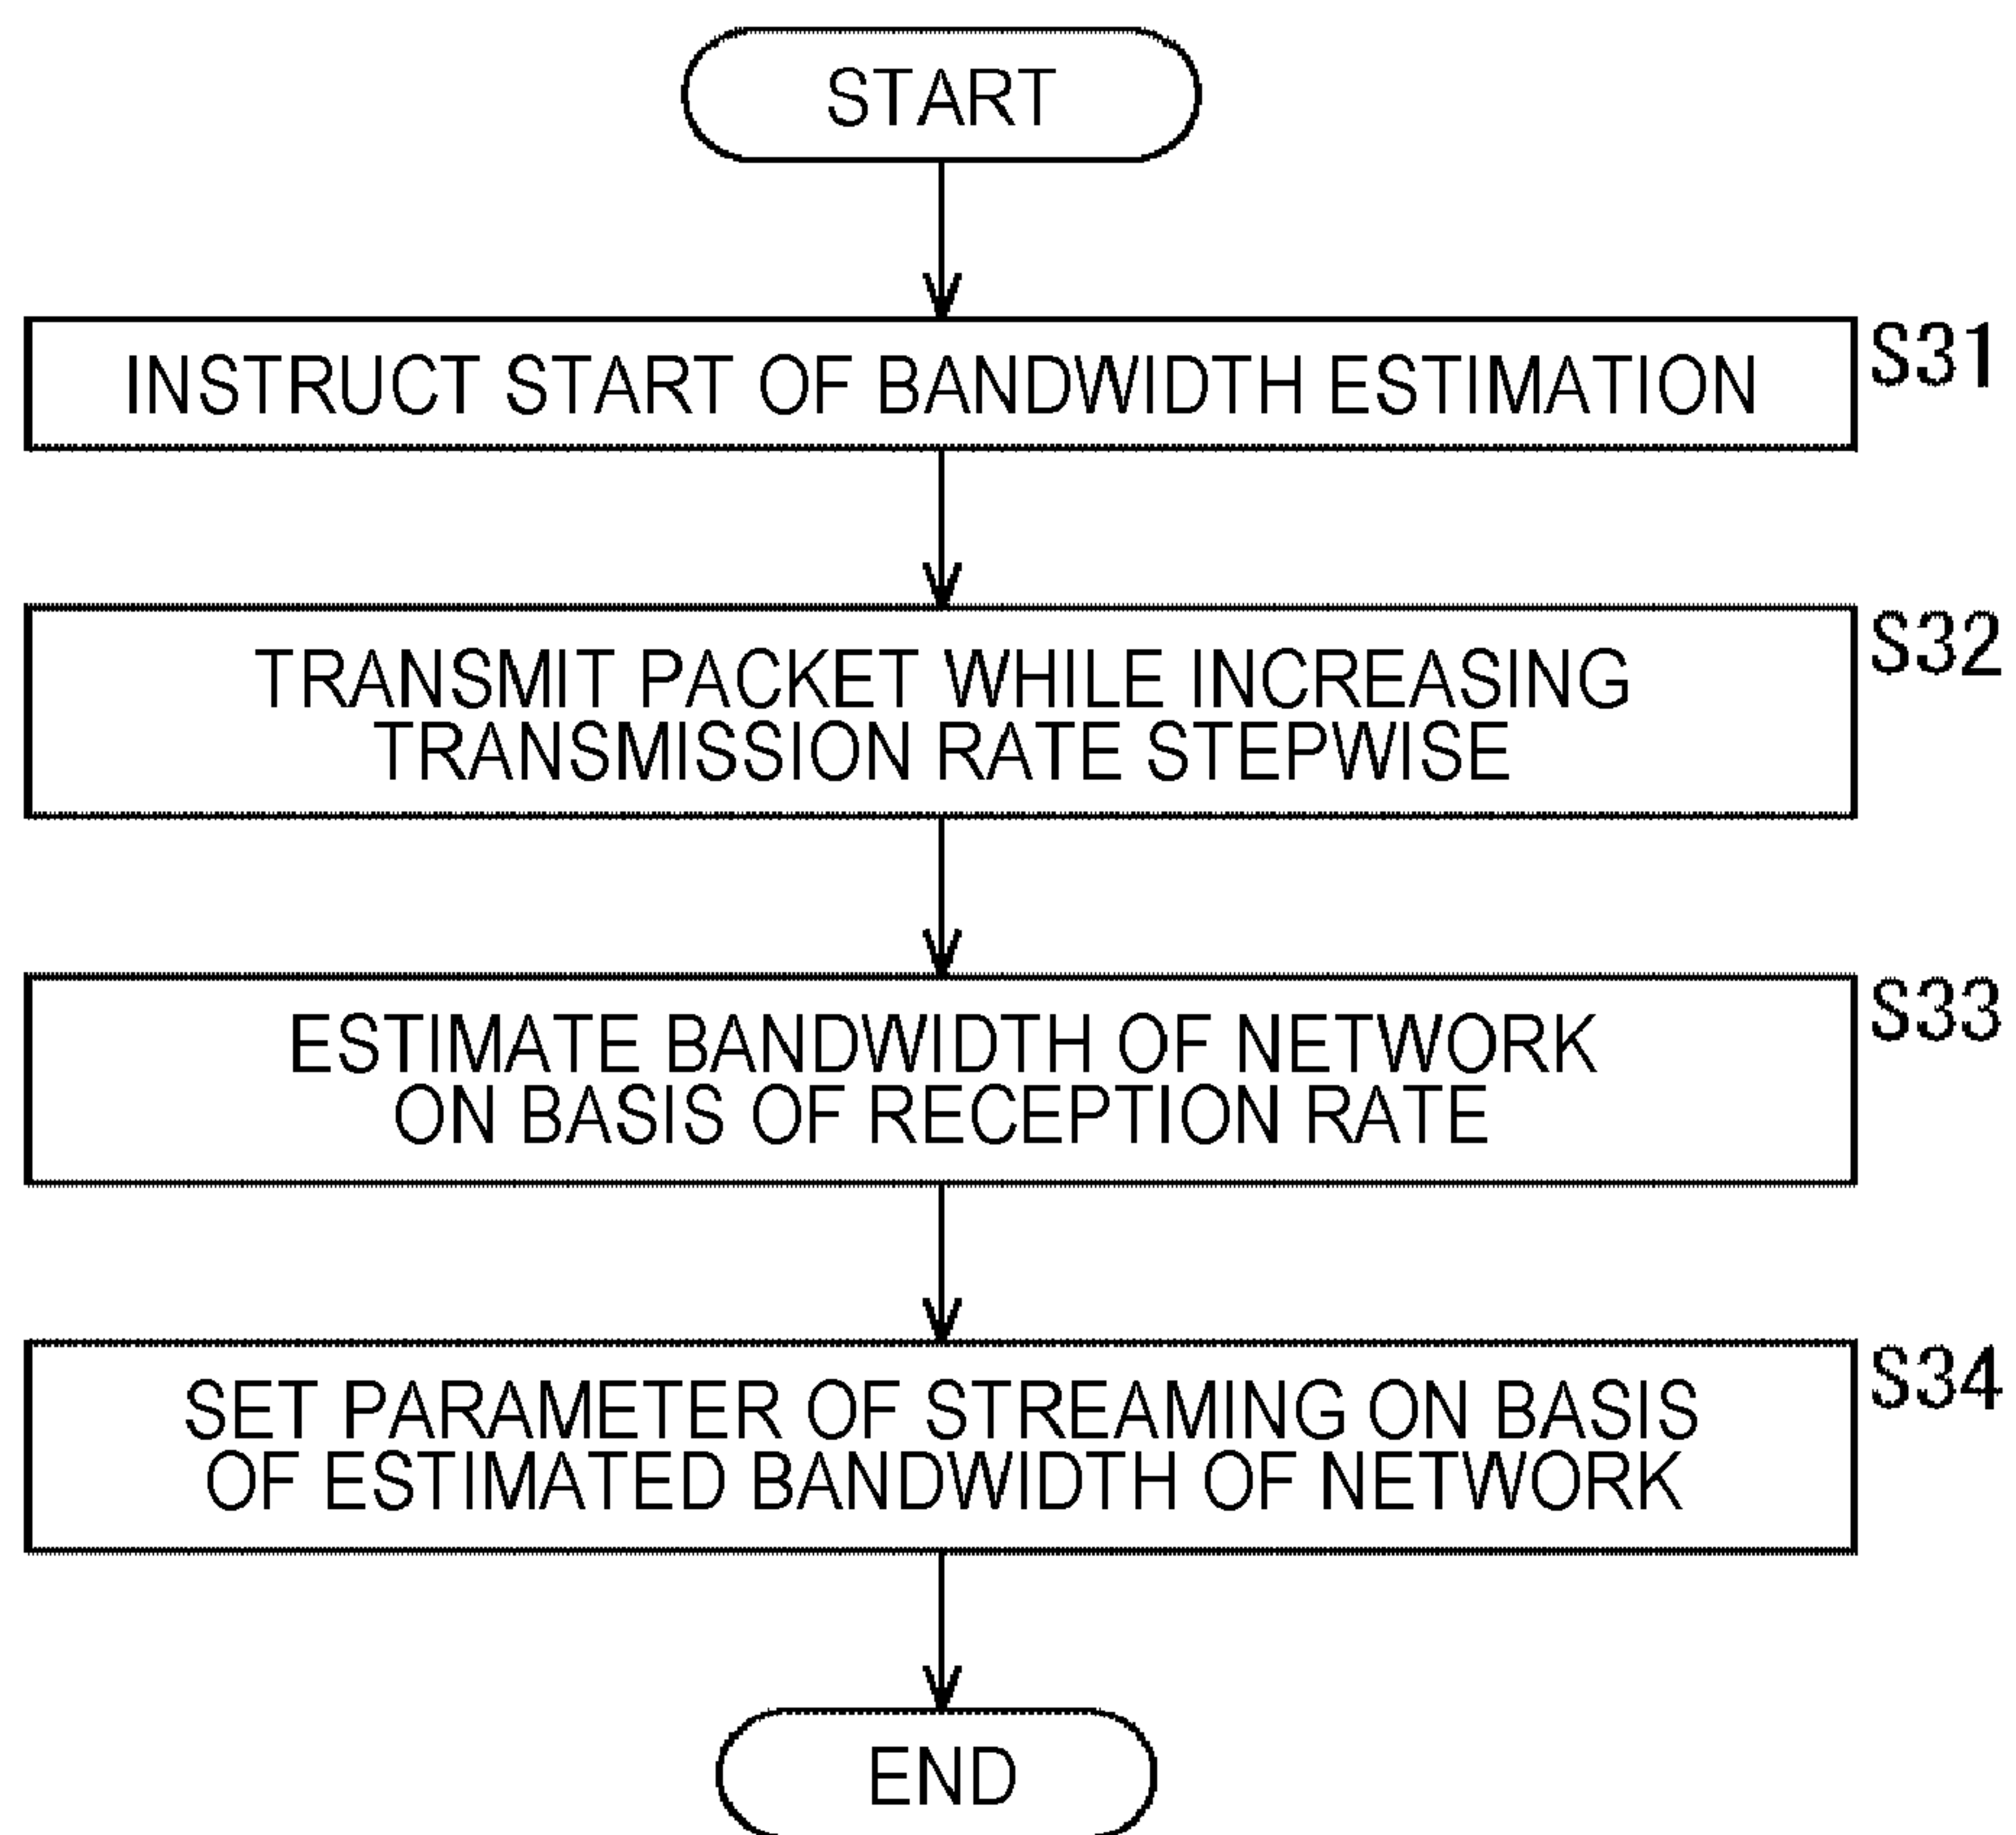 START
INSTRUCT START OF BANDWIDTH ESTIMATION
S31
TRANSMIT PACKET WHILE INCREASING
TRANSMISSION RATE STEPWISE
S32
ESTIMATE BANDWIDTH OF NETWORK
ON BASIS OF RECEPTION RATE
S33
SET PARAMETER OF STREAMING ON BASIS
OF ESTIMATED BANDWIDTH OF NETWORK
S34
END